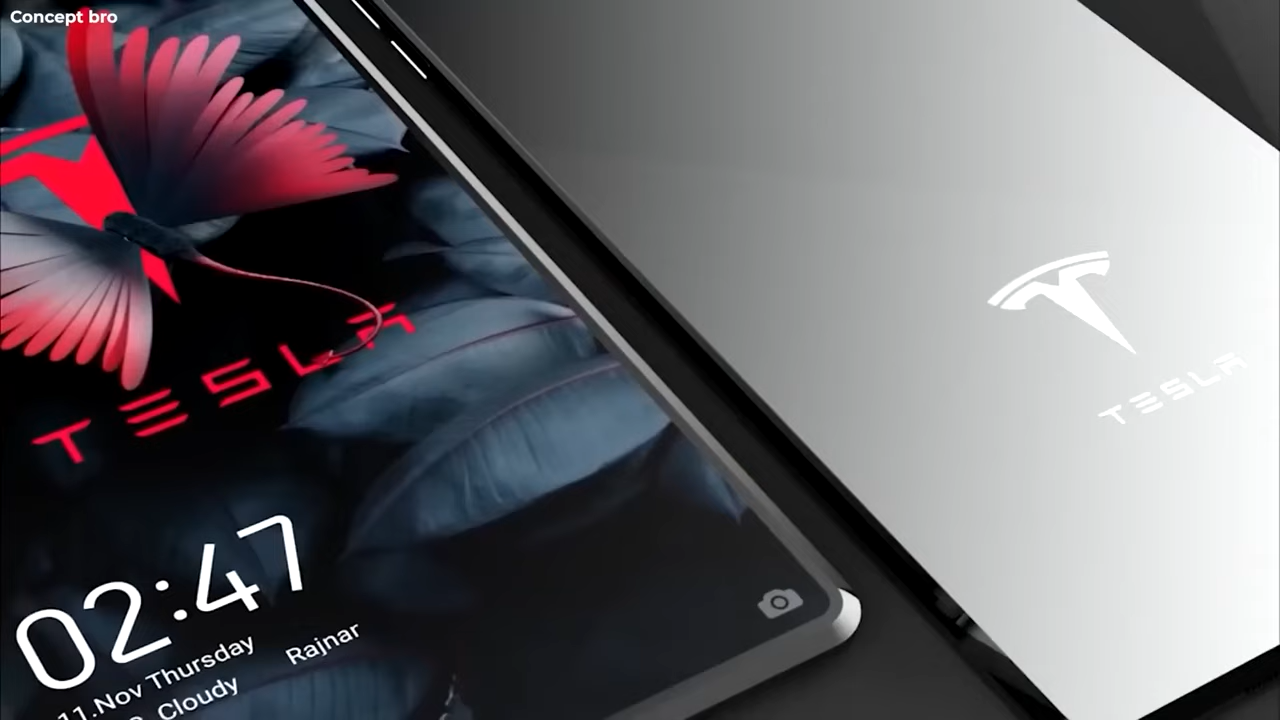 Concept bro
TESLA
02:47
11.Nov Thursday
Rajnar
Cloudy
TESLA